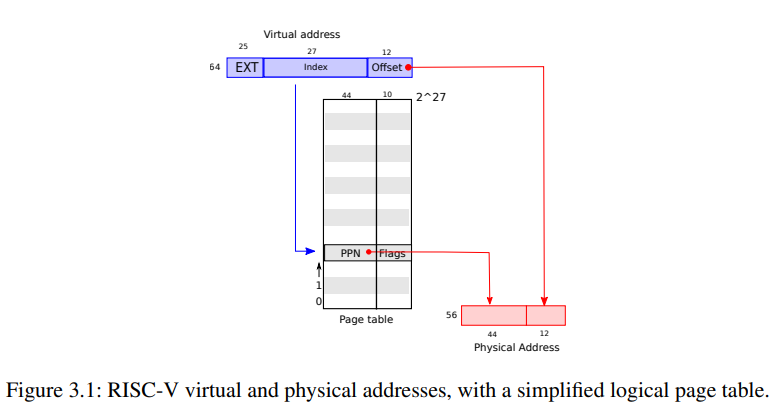 Virtual address
25 27 12
64 EXT Index Offset
44 10 2^27
PPN Flags
1
0
56
Page table
44 12
Physical Address
Figure 3.1: RISC-V virtual and physical addresses, with a simplified logical page table.